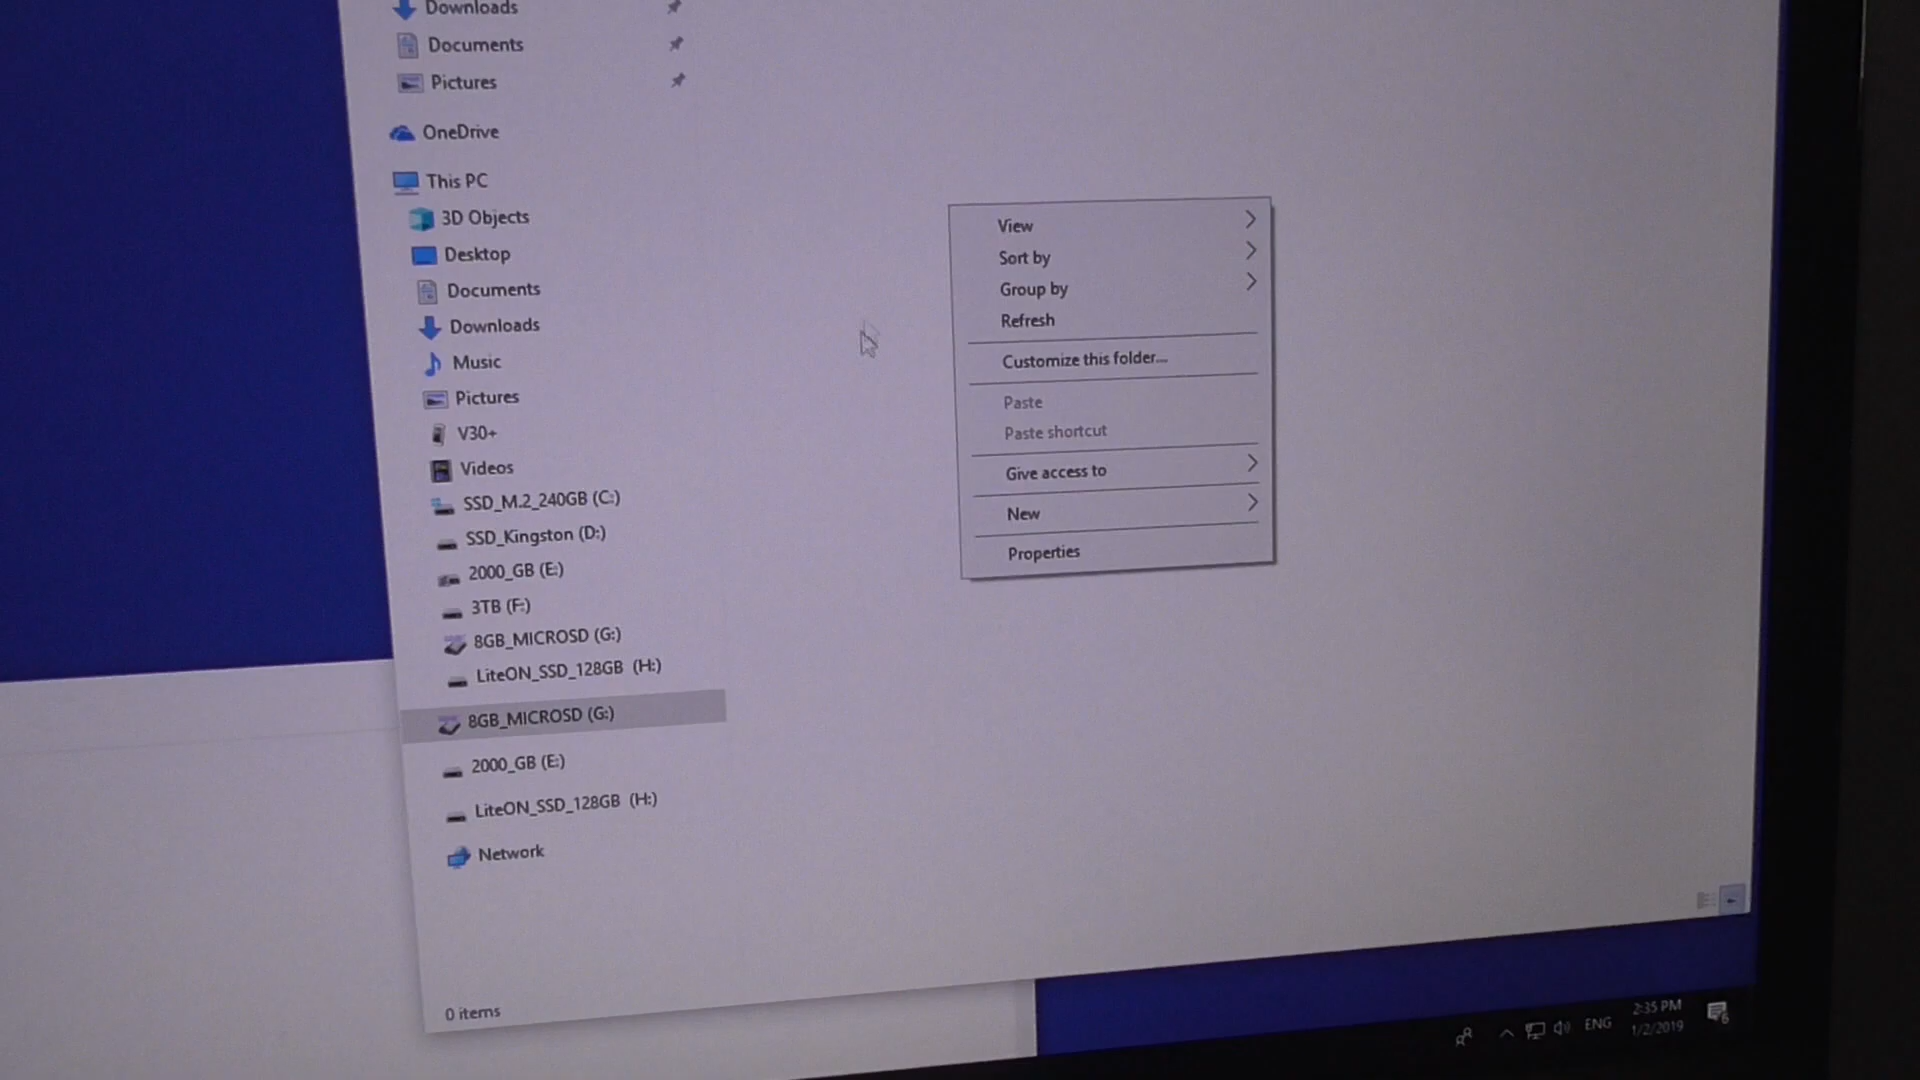 Downloads
Documents
Pictures
OneDrive
This PC
3D Objects
Desktop
Documents
Downloads
Music
Pictures
V30+
Videos
SSD_M.2_240GB (C:)
SSD_Kingston (D:)
2000_GB (E:)
3TB (F:)
8GB_MICROSD (G:)
LiteON_SSD_128GB (H:)
8GB_MICROSD (G:)
2000_GB (E:)
LiteON_SSD_128GB (H:)
Network
0 items
View
Sort by
Group by
Refresh
Customize this folder...
Paste
Paste shortcut
Give access to
New
Properties
ENG
2:35 PM
1/2/2019
6